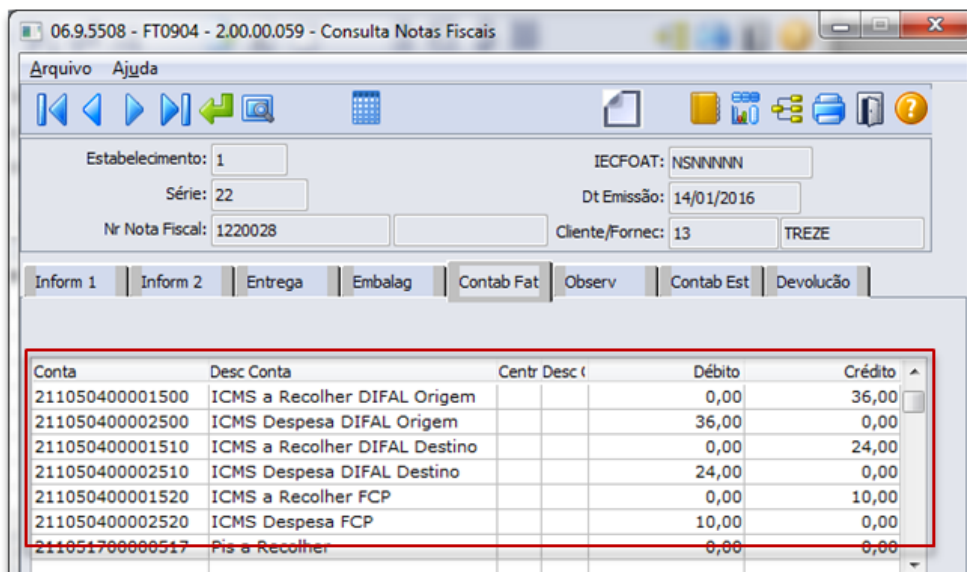 06.9.5508 - FT0904 - 2.00.00.059 - Consulta Notas Fiscais
Arquivo Ajuda
Estabelecimento: 1 IECFOAT: NSNNNNN
Série: 22 Dt Emissão: 14/01/2016
Nr Nota Fiscal: 1220028 Cliente/Fornec: 13 TREZE
Inform 1 Inform 2 Entrega Embalag Contab Fat Observ Contab Est Devolucão
Conta Desc Conta Centr Desc ( Débito Crédito
211050400001500 ICMS a Recolher DIFAL Origem 0,00 36,00
211050400002500 ICMS Despesa DIFAL Origem 36,00 0,00
211050400001510 ICMS a Recolher DIFAL Destino 0,00 24,00
211050400002510 ICMS Despesa DIFAL Destino 24,00 0,00
211050400001520 ICMS a Recolher FCP 0,00 10,00
211050400002520 ICMS Despesa FCP 10,00 0,00
211051700000517 Pis a Recolher 0,00 0,00